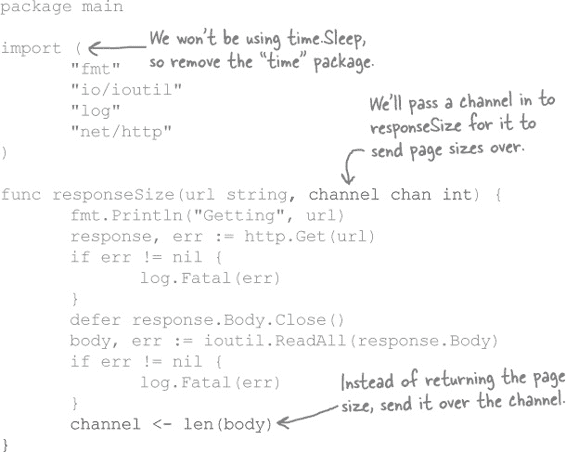 package main
We won't be using time.Sleep,
so remove the "time" package.
import (
"fmt"
"io/ioutil"
"log"
"net/http"
)
We'll pass a channel in to
responseSize for it to
send page sizes over.
func responseSize(url string, channel chan int) {
fmt.Println("Getting", url)
response, err := http.Get(url)
if err != nil {
log.Fatal(err)
}
defer response.Body.Close()
body, err := ioutil.ReadAll(response.Body)
if err != nil {
log.Fatal(err)
}
Instead of returning the page
size, send it over the channel.
channel <- len(body)
}